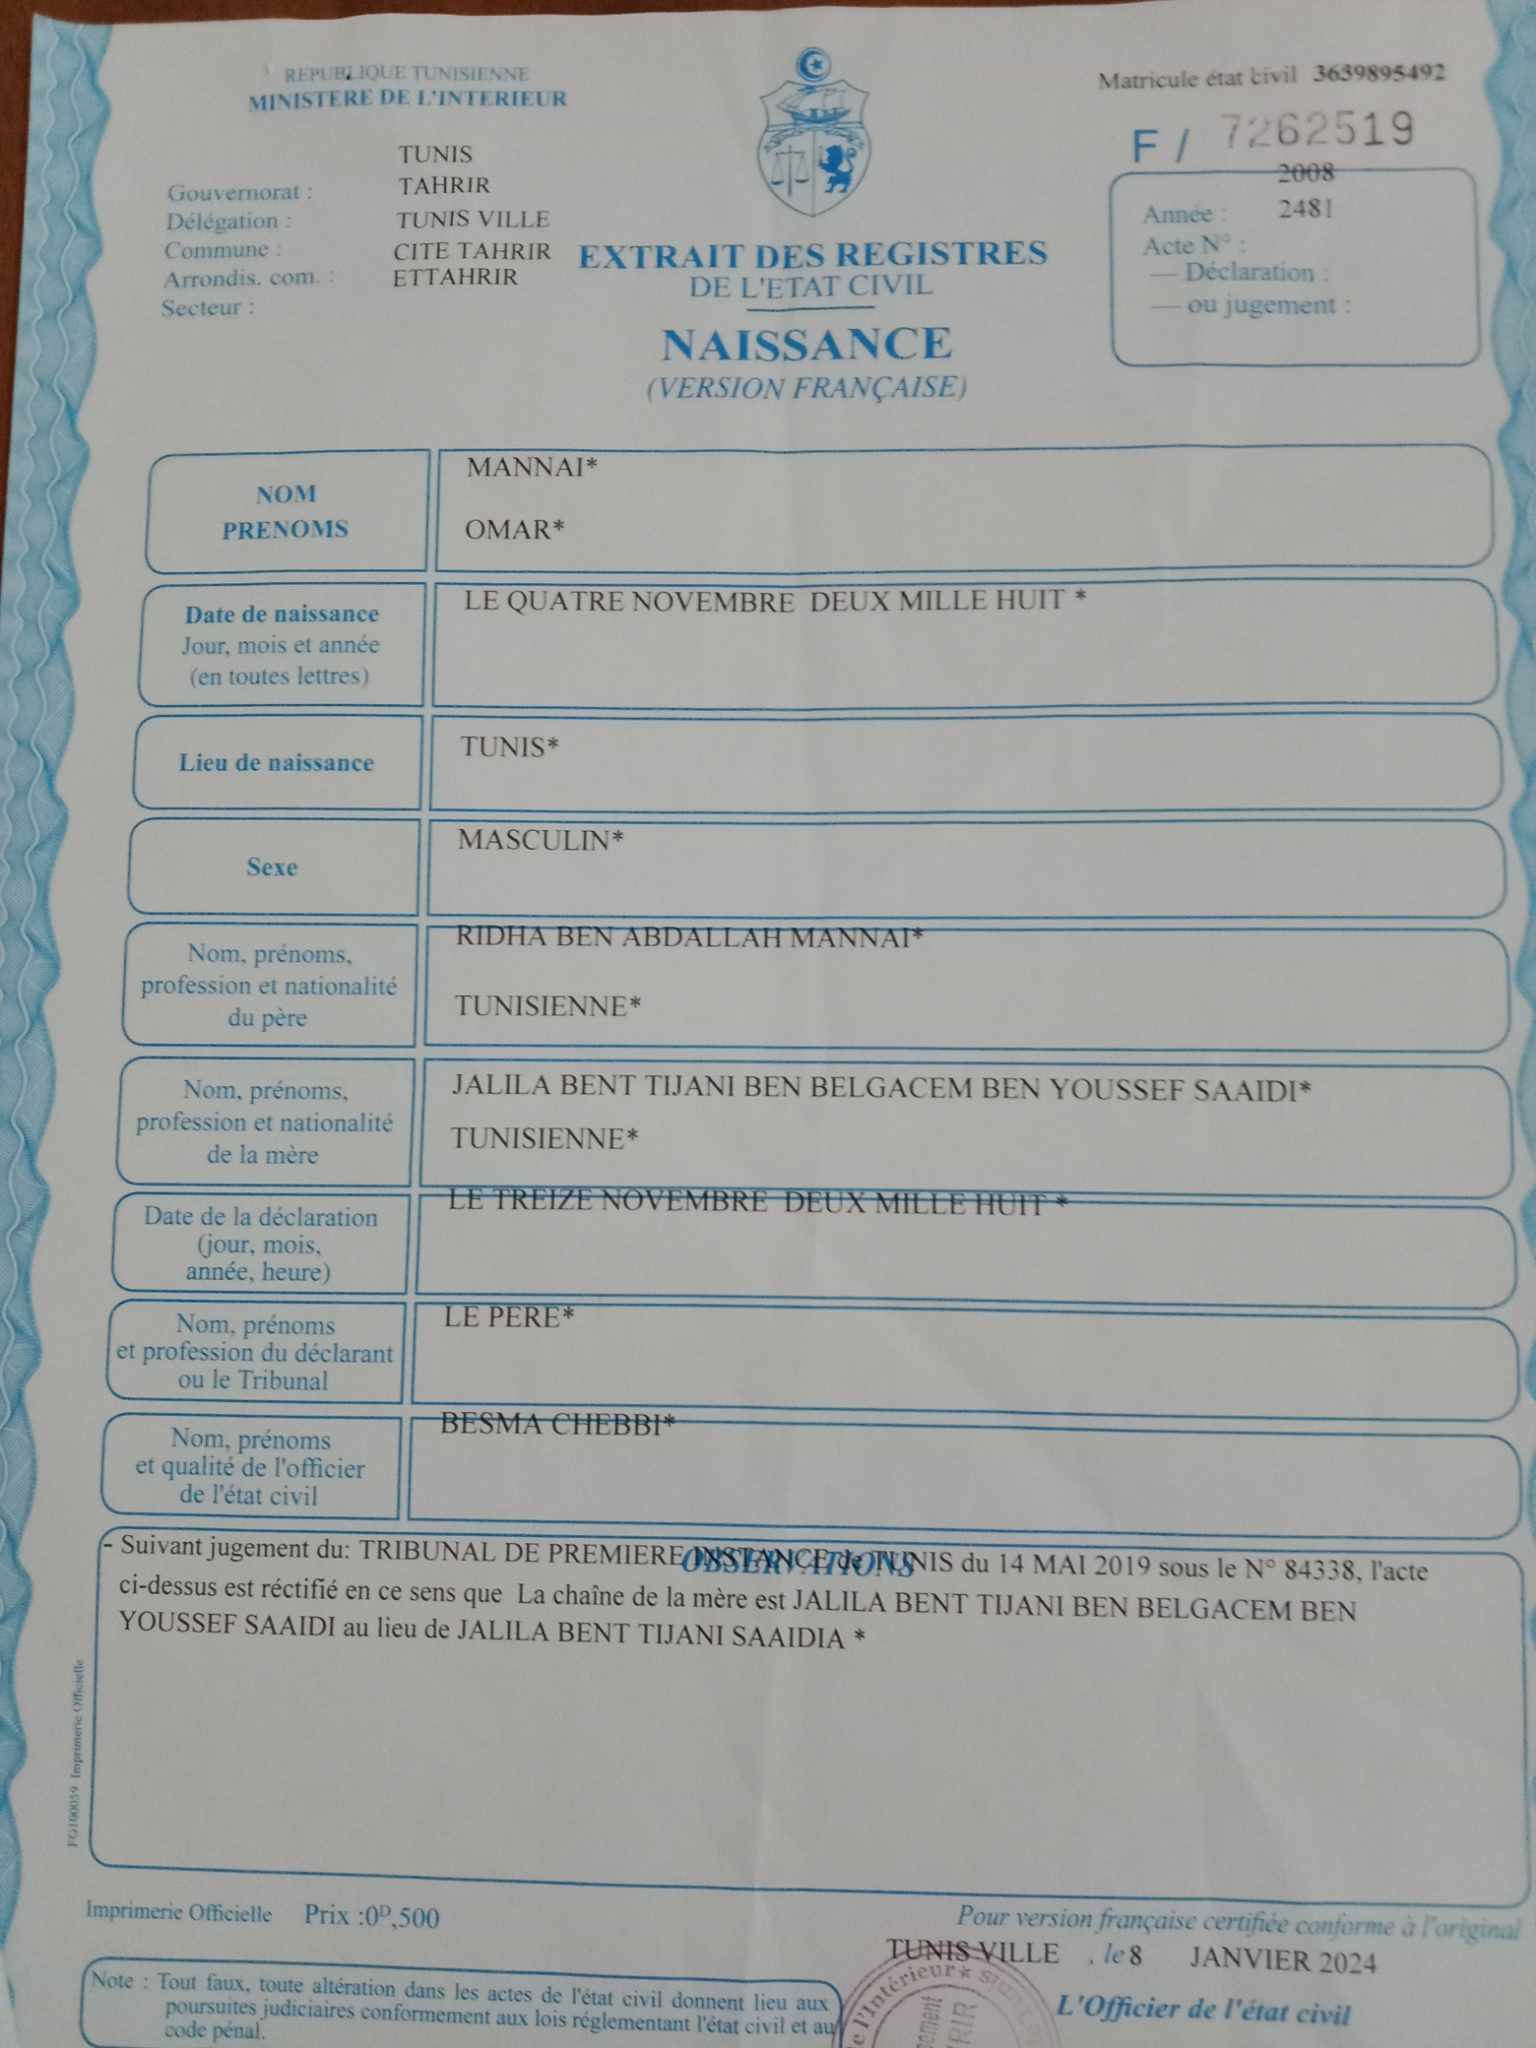 REPUBLIQUE TUNISIENNE
MINISTERE DE L'INTERIEUR
Matricule état civil 3639895492
F / 7262519
TUNIS
Gouvernorat : TAHRIR
Délégation : TUNIS VILLE
Commune : CITE TAHRIR
Arrondis. com. : ETTAHRIR
Secteur :
2008
Année : 2481
Acte N° :
— Déclaration :
— ou jugement :
EXTRAIT DES REGISTRES
DE L'ETAT CIVIL
NAISSANCE
(VERSION FRANÇAISE)
NOM
PRENOMS
MANNAI*
OMAR*
Date de naissance
Jour, mois et année
(en toutes lettres)
LE QUATRE NOVEMBRE DEUX MILLE HUIT *
Lieu de naissance
TUNIS*
Sexe
MASCULIN*
Nom, prénoms,
profession et nationalité
du père
RIDHA BEN ABDALLAH MANNAI*
TUNISIENNE*
Nom, prénoms,
profession et nationalité
de la mère
JALILA BENT TIJANI BEN BELGACEM BEN YOUSSEF SAAIDI*
TUNISIENNE*
Date de la déclaration
(jour, mois,
année, heure)
LE TREIZE NOVEMBRE DEUX MILLE HUIT *
Nom, prénoms
et profession du déclarant
ou le Tribunal
LE PERE*
Nom, prénoms
et qualité de l'officier
de l'état civil
BESMA CHEBBI*
OBSERVATIONS
- Suivant jugement du: TRIBUNAL DE PREMIERE INSTANCE de TUNIS du 14 MAI 2019 sous le N° 84338, l'acte
ci-dessus est réctifié en ce sens que La chaîne de la mère est JALILA BENT TIJANI BEN BELGACEM BEN
YOUSSEF SAAIDI au lieu de JALILA BENT TIJANI SAAIDIA *
FG100059 Imprimerie Officielle
Imprimerie Officielle Prix :0ᴰ,500
Pour version française certifiée conforme à l'original
TUNIS VILLE , le 8 JANVIER 2024
L'Officier de l'état civil
Note : Tout faux, toute altération dans les actes de l'état civil donnent lieu aux
poursuites judiciaires conformement aux lois réglementant l'état civil et au
code pénal.
de l'Intérieur * Tunis